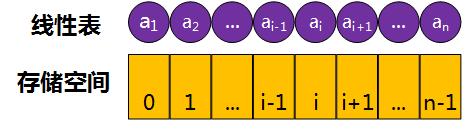 线性表 a1 a2 ... ai-1 ai ai+1 ... an
存储空间 0 1 ... i-1 i i+1 ... n-1